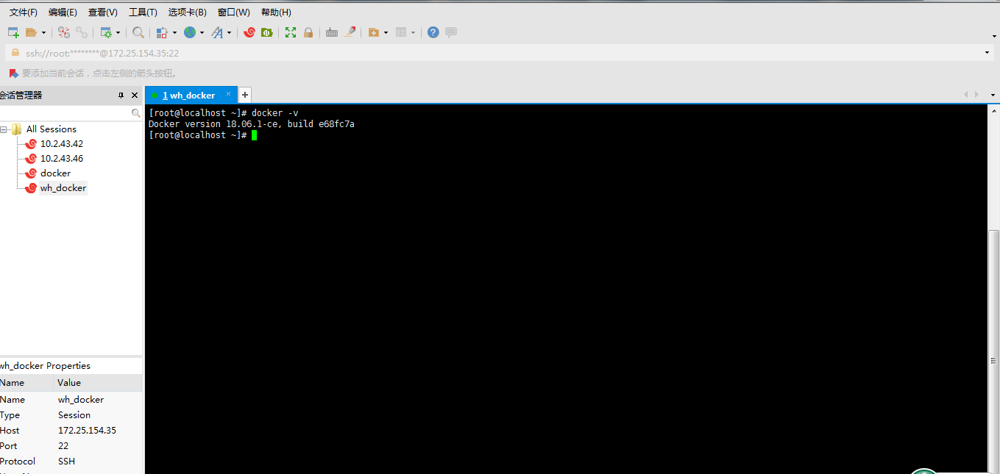 文件(F) 编辑(E) 查看(V) 工具(T) 选项卡(B) 窗口(W) 帮助(H)
ssh://root:********@172.25.154.35:22
要添加当前会话，点击左侧的箭头按钮。
会话管理器
1 wh_docker
[root@localhost ~]# docker -v
Docker version 18.06.1-ce, build e68fc7a
[root@localhost ~]#
All Sessions
10.2.43.42
10.2.43.46
docker
wh_docker
wh_docker Properties
Name Value
Name wh_docker
Type Session
Host 172.25.154.35
Port 22
Protocol SSH